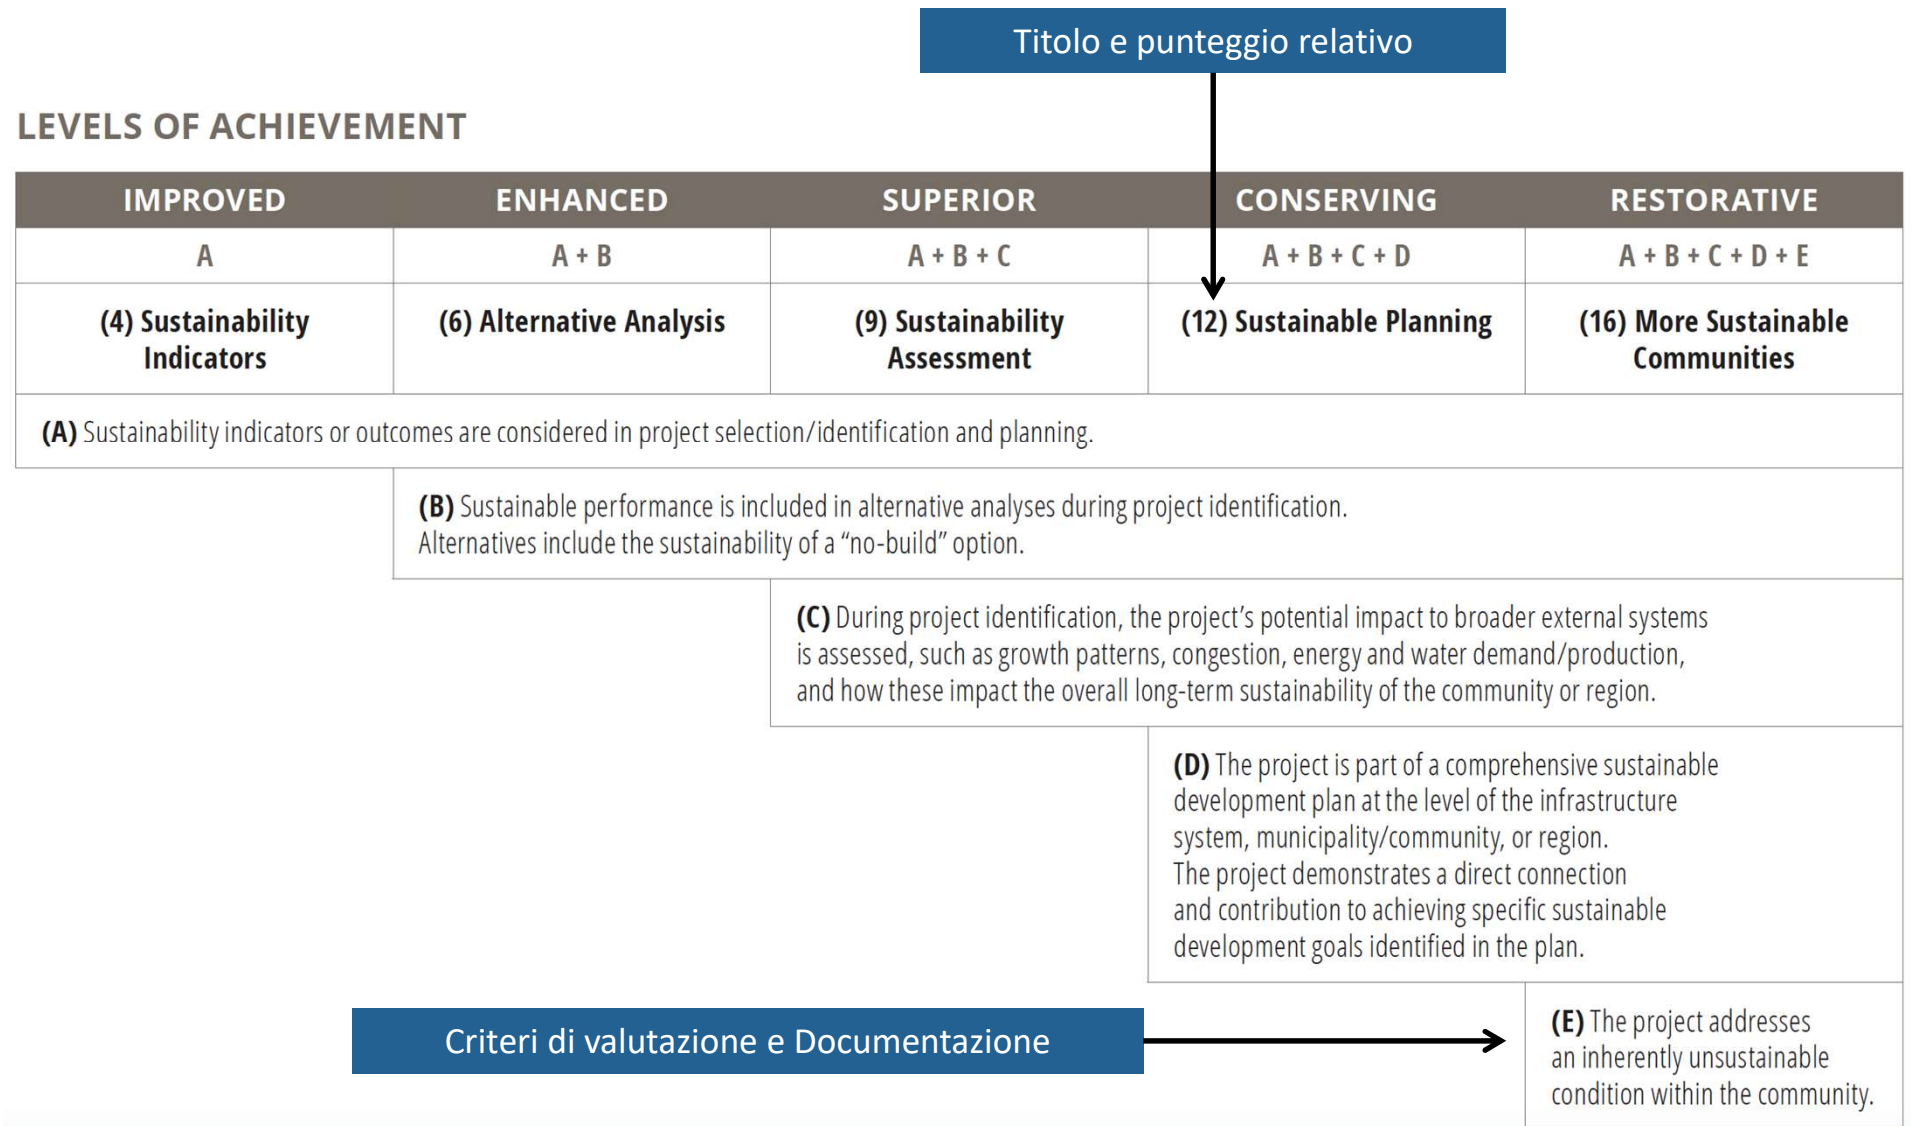 Titolo e punteggio relativo
LEVELS OF ACHIEVEMENT
IMPROVED
ENHANCED
SUPERIOR
CONSERVING
RESTORATIVE
A
A + B
A + B + C
A + B + C + D
A + B + C + D + E
(4) Sustainability
Indicators
(6) Alternative Analysis
(9) Sustainability
Assessment
(12) Sustainable Planning
(16) More Sustainable
Communities
(A) Sustainability indicators or outcomes are considered in project selection/identification and planning.
(B) Sustainable performance is included in alternative analyses during project identification.
Alternatives include the sustainability of a “no-build” option.
(C) During project identification, the project’s potential impact to broader external systems
is assessed, such as growth patterns, congestion, energy and water demand/production,
and how these impact the overall long-term sustainability of the community or region.
(D) The project is part of a comprehensive sustainable
development plan at the level of the infrastructure
system, municipality/community, or region.
The project demonstrates a direct connection
and contribution to achieving specific sustainable
development goals identified in the plan.
Criteri di valutazione e Documentazione
(E) The project addresses
an inherently unsustainable
condition within the community.